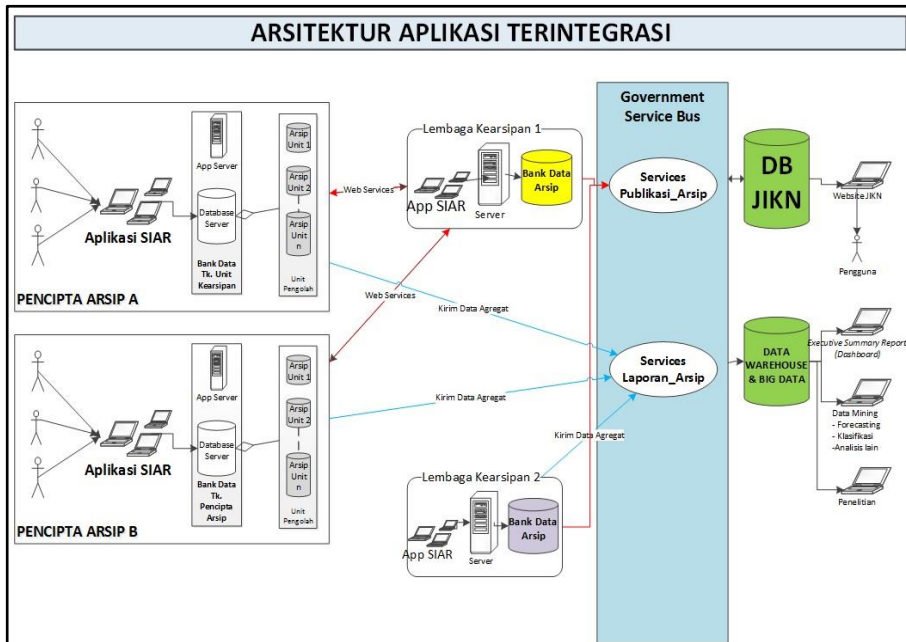 ARSITEKTUR APLIKASI TERINTEGRASI
App Server
Arsip
Unit 1
Arsip
Unit 2
Arsip
Unit
n
Database
Server
Aplikasi SIAR
Bank Data
Tk. Unit
Kearsipan
Unit
Pengolah
PENCIPTA ARSIP A
App Server
Arsip
Unit 1
Arsip
Unit 2
Arsip
Unit
n
Database
Server
Aplikasi SIAR
Bank Data
Tk.
Pencipta
Arsip
Unit
Pengolah
PENCIPTA ARSIP B
Web Services
Web Services
Kirim Data Agregat
Kirim Data Agregat
Kirim Data Agregat
Lembaga Kearsipan 1
App SIAR
Server
Bank Data
Arsip
Lembaga Kearsipan 2
App SIAR
Server
Bank Data
Arsip
Government
Service Bus
Services
Publikasi_Arsip
Services
Laporan_Arsip
DB
JIKN
Website JIKN
Pengguna
DATA
WAREHOUSE
& BIG DATA
Executive Summary Report
(Dashboard)
Data Mining
- Forecasting
- Klasifikasi
-Analisis lain
Penelitian